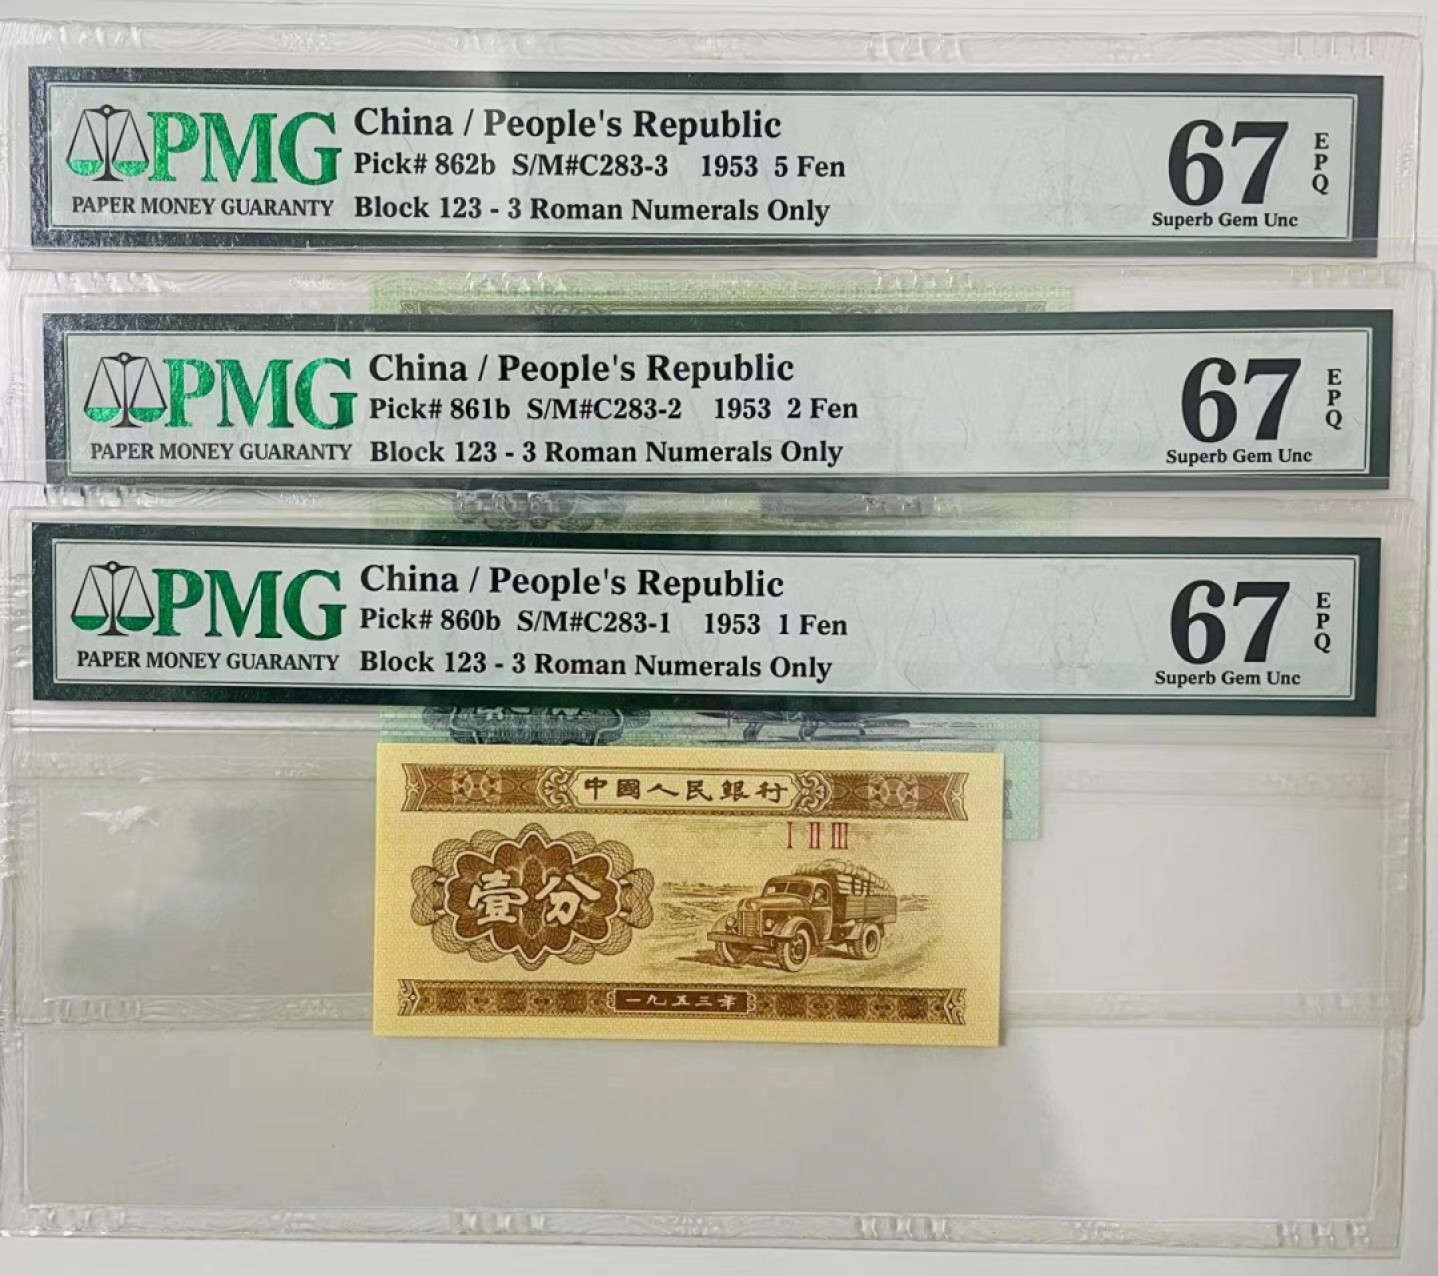 PMG
PAPER MONEY GUARANTY
China / People's Republic
Pick# 862b S/M#C283-3 1953 5 Fen
Block 123 - 3 Roman Numerals Only
67
EPQ
Superb Gem Unc
PMG
PAPER MONEY GUARANTY
China / People's Republic
Pick# 861b S/M#C283-2 1953 2 Fen
Block 123 - 3 Roman Numerals Only
67
EPQ
Superb Gem Unc
PMG
PAPER MONEY GUARANTY
China / People's Republic
Pick# 860b S/M#C283-1 1953 1 Fen
Block 123 - 3 Roman Numerals Only
67
EPQ
Superb Gem Unc
中國人民銀行
I II III
壹分
一九五三年